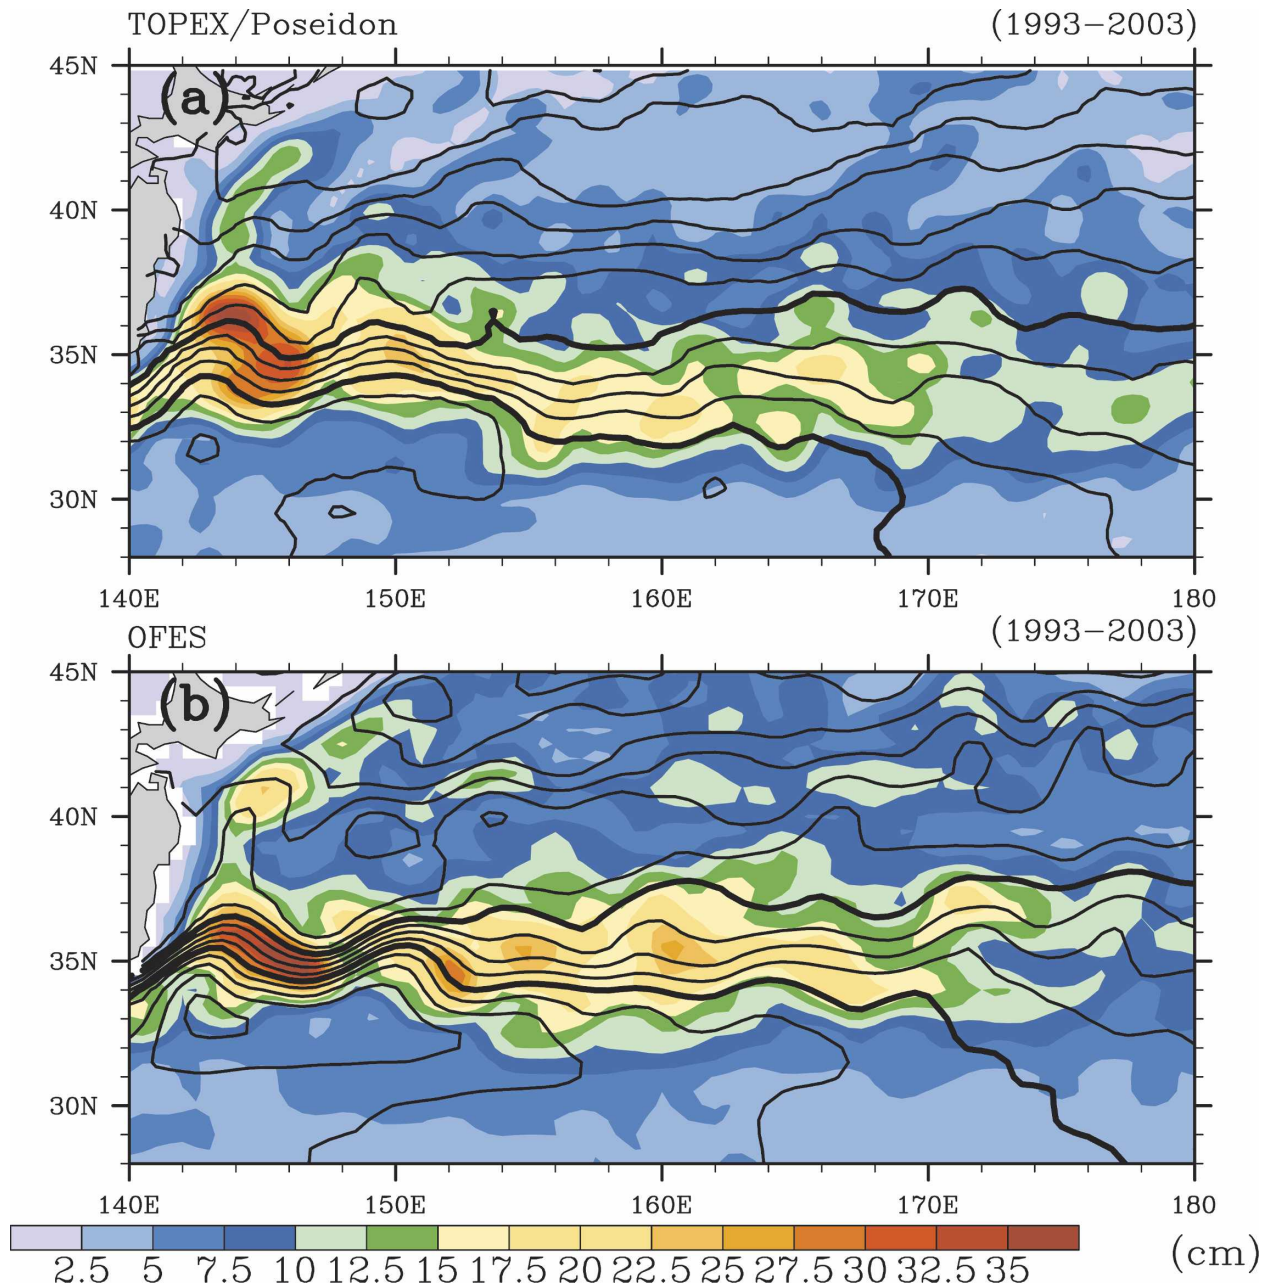 TOPEX/Poseidon (1993−2003)
45N
(a)
40N
35N
30N
140E 150E 160E 170E 180
OFES (1993−2003)
45N
(b)
40N
35N
30N
140E 150E 160E 170E 180
2.5 5 7.5 10 12.5 15 17.5 20 22.5 25 27.5 30 32.5 35 (cm)